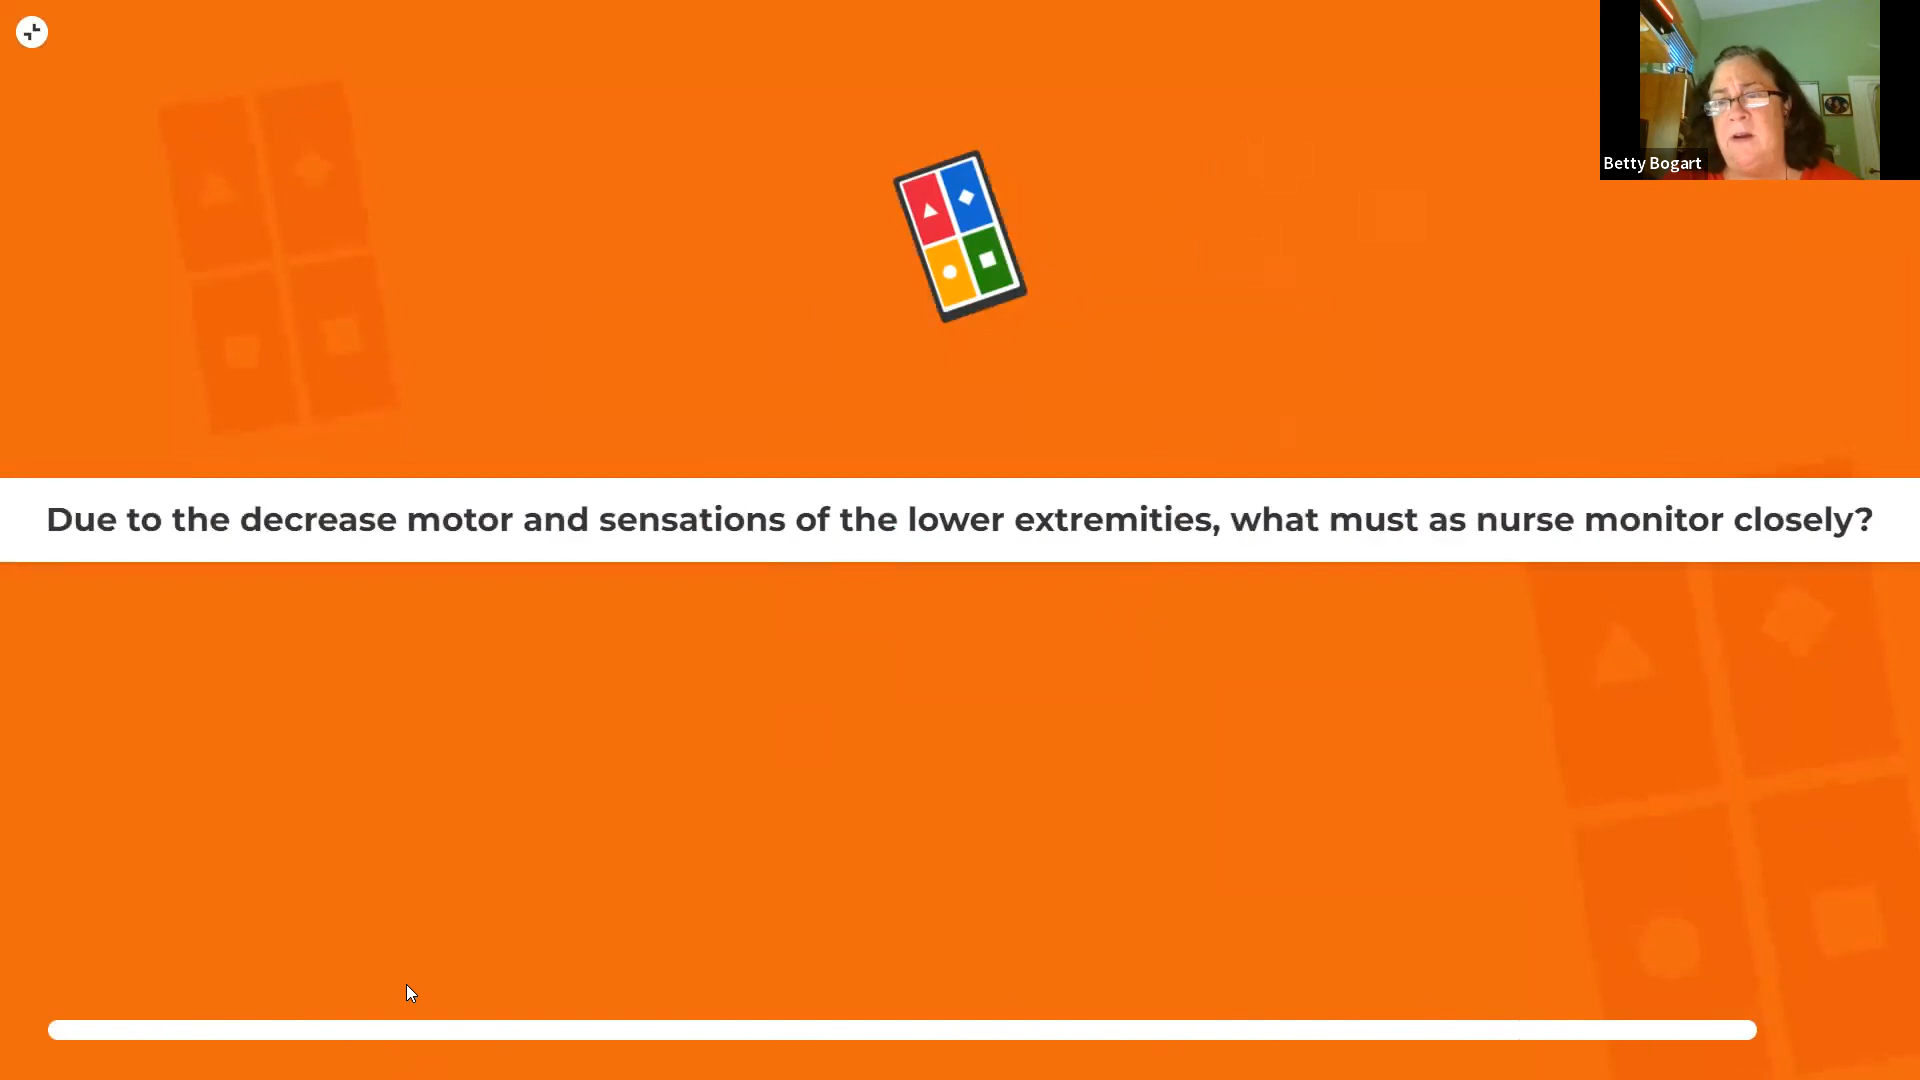 Betty Bogart
Due to the decrease motor and sensations of the lower extremities, what must as nurse monitor closely?